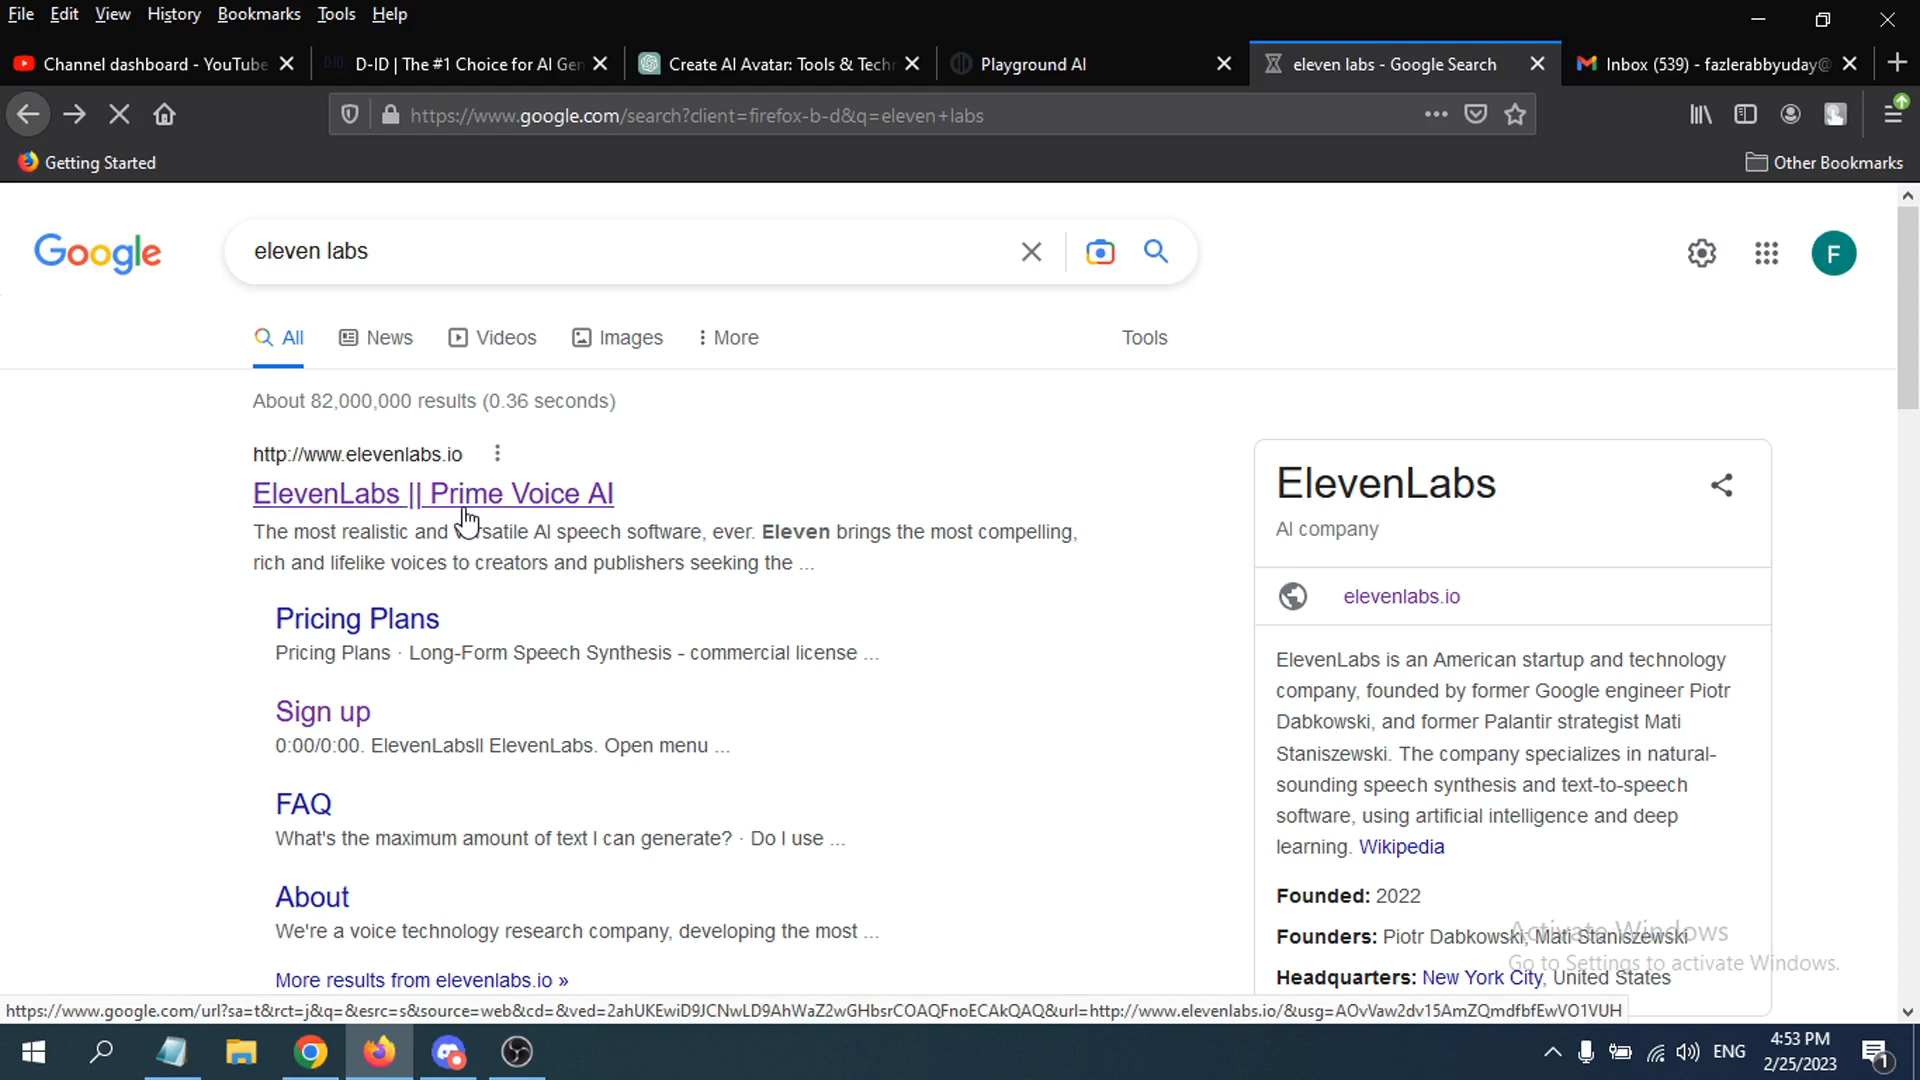 File Edit View History Bookmarks Tools Help
Channel dashboard - YouTube
D-ID | The #1 Choice for AI Gen
Create AI Avatar: Tools & Techn
Playground AI
eleven labs - Google Search
Inbox (539) - fazlerabbyuday@
https://www.google.com/search?client=firefox-b-d&q=eleven+labs
Getting Started
Other Bookmarks
Google
eleven labs
F
All News Videos Images More Tools
About 82,000,000 results (0.36 seconds)
http://www.elevenlabs.io
ElevenLabs || Prime Voice AI
The most realistic and versatile AI speech software, ever. Eleven brings the most compelling,
rich and lifelike voices to creators and publishers seeking the ...
Pricing Plans
Pricing Plans · Long-Form Speech Synthesis - commercial license ...
Sign up
0:00/0:00. ElevenLabsll ElevenLabs. Open menu ...
FAQ
What's the maximum amount of text I can generate? · Do I use ...
About
We're a voice technology research company, developing the most ...
More results from elevenlabs.io »
ElevenLabs
AI company
elevenlabs.io
ElevenLabs is an American startup and technology
company, founded by former Google engineer Piotr
Dabkowski, and former Palantir strategist Mati
Staniszewski. The company specializes in natural-
sounding speech synthesis and text-to-speech
software, using artificial intelligence and deep
learning. Wikipedia
Founded: 2022
Founders: Piotr Dabkowski, Mati Staniszewski
Headquarters: New York City, United States
Activate Windows
Go to Settings to activate Windows.
https://www.google.com/url?sa=t&rct=j&q=&esrc=s&source=web&cd=&ved=2ahUKEwiD9JCNwLD9AhWaZ2wGHbsrCOAQFnoECAkQAQ&url=http://www.elevenlabs.io/&usg=AOvVaw2dv15AmZQmdfbfEwVO1VUH
ENG
4:53 PM
2/25/2023
1